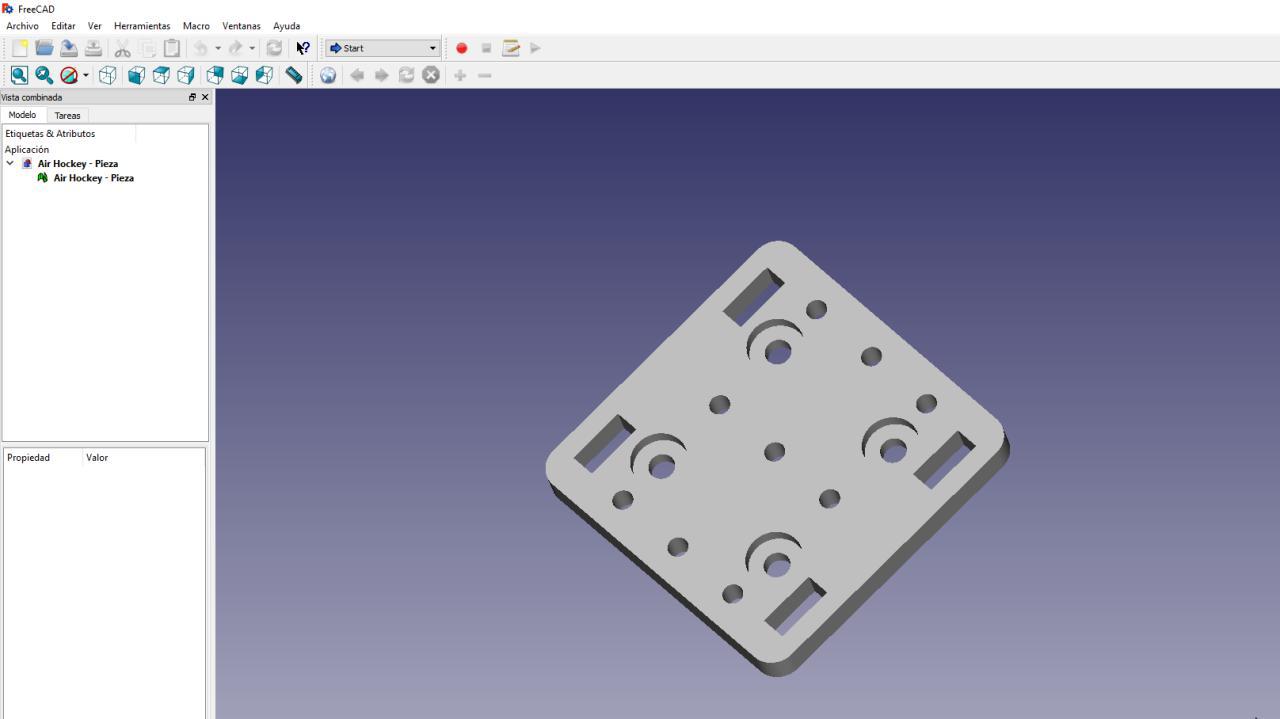 FreeCAD
Archivo Editar Ver Herramientas Macro Ventanas Ayuda
Start
Vista combinada
Modelo Tareas
Etiquetas & Atributos
Aplicación
Air Hockey - Pieza
Air Hockey - Pieza
Propiedad Valor